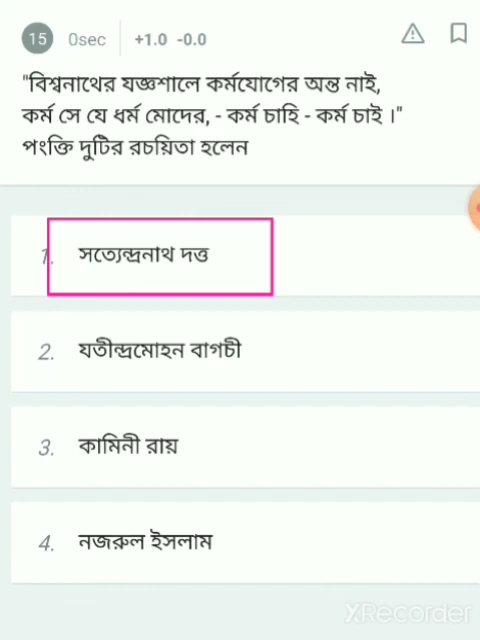 15 0sec +1.0 -0.0
"বিশ্বনাথের যজ্ঞশালে কর্মযোগের অন্ত নাই,
কর্ম সে যে ধর্ম মোদের, - কর্ম চাহি - কর্ম চাই ।"
পংক্তি দুটির রচয়িতা হলেন
1. সত্যেন্দ্রনাথ দত্ত
2. যতীন্দ্রমোহন বাগচী
3. কামিনী রায়
4. নজরুল ইসলাম
XRecorder